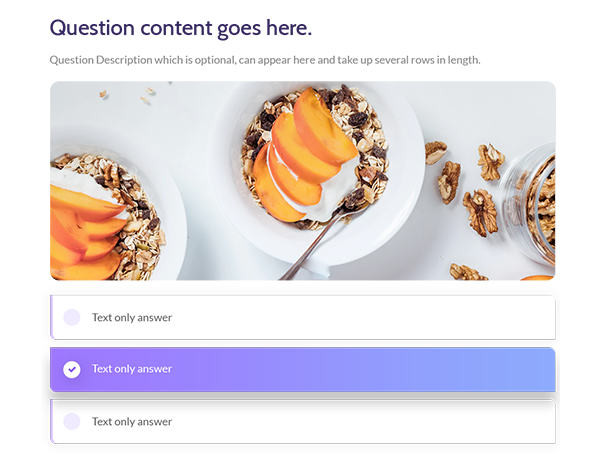 Question content goes here.
Question Description which is optional, can appear here and take up several rows in length.
Text only answer
Text only answer
Text only answer